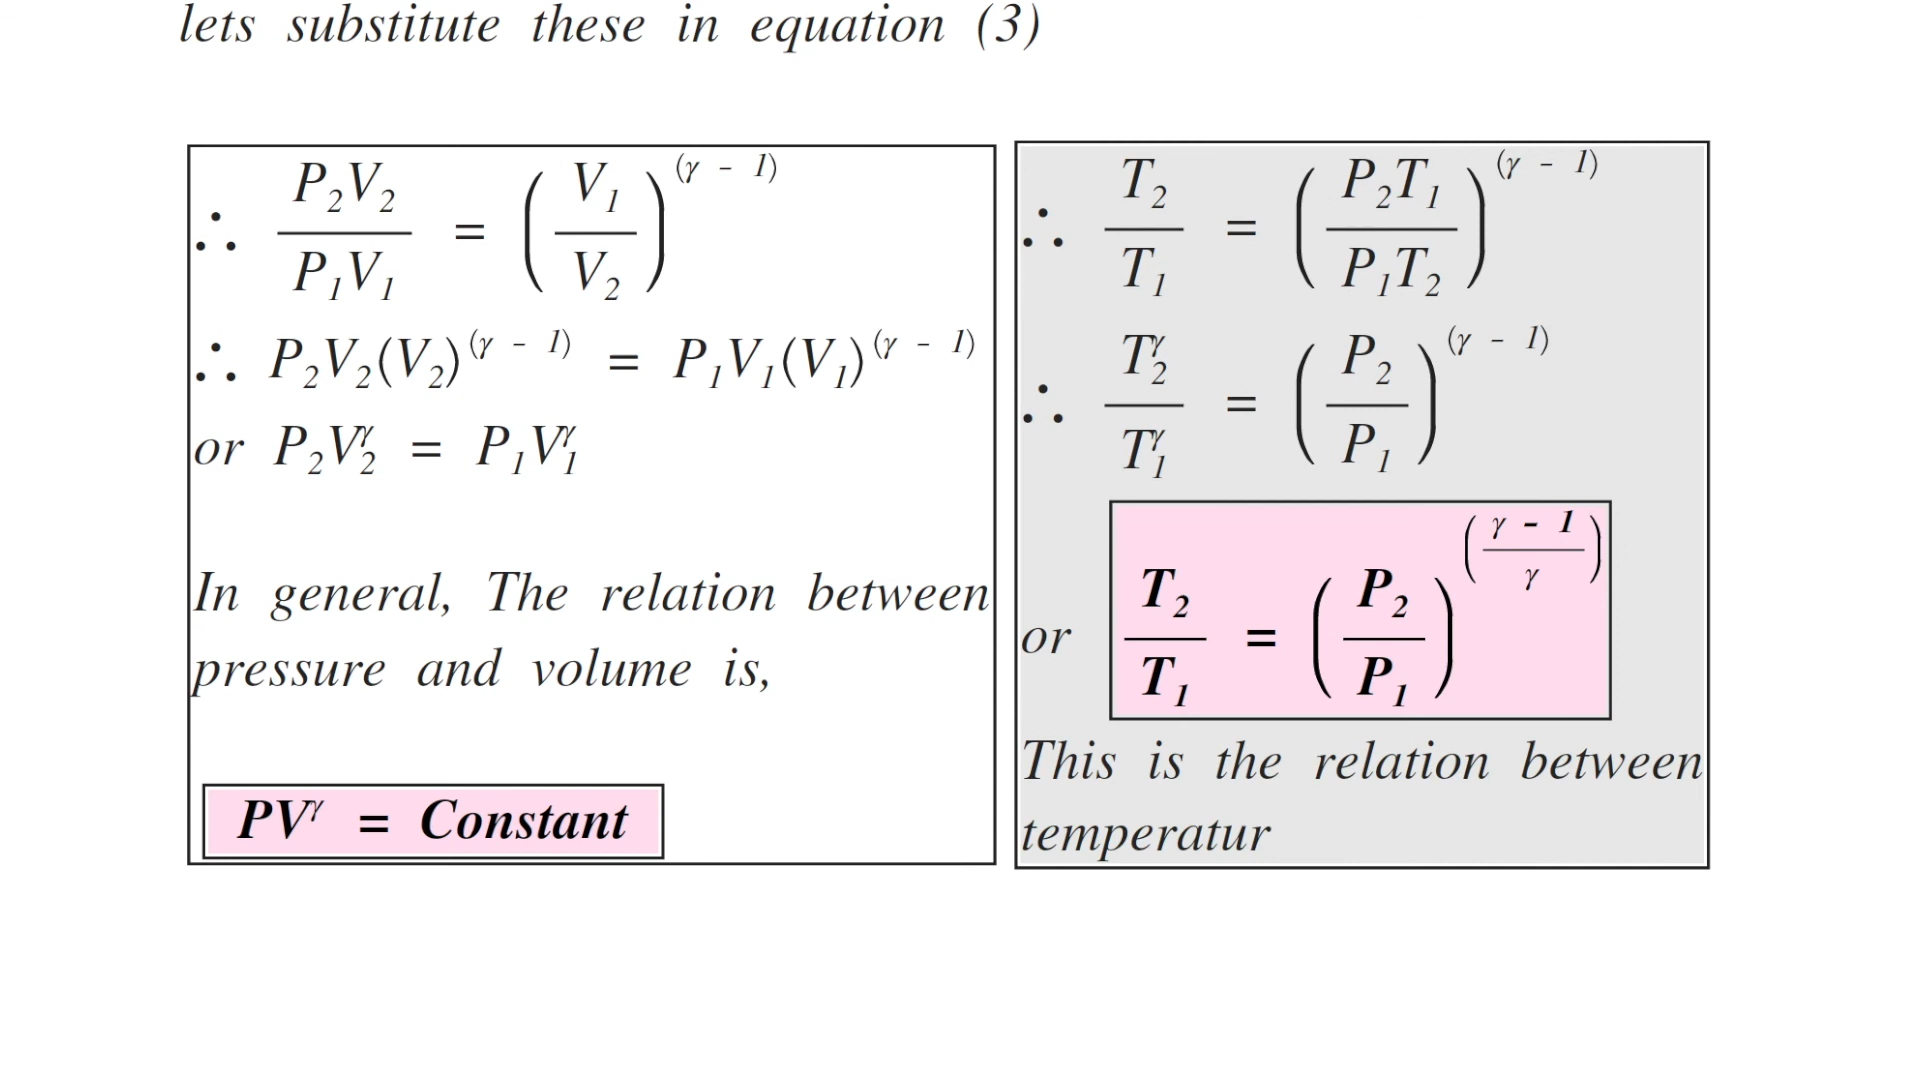 lets substitute these in equation (3)
∴ P₂V₂/P₁V₁ = (V₁/V₂)^(γ - 1)
∴ P₂V₂(V₂)^(γ - 1) = P₁V₁(V₁)^(γ - 1)
or P₂V₂^γ = P₁V₁^γ
In general, The relation between
pressure and volume is,
PV^γ = Constant
∴ T₂/T₁ = (P₂T₁/P₁T₂)^(γ - 1)
∴ T₂^γ/T₁^γ = (P₂/P₁)^(γ - 1)
or T₂/T₁ = (P₂/P₁)^((γ - 1)/γ)
This is the relation between
temperatur